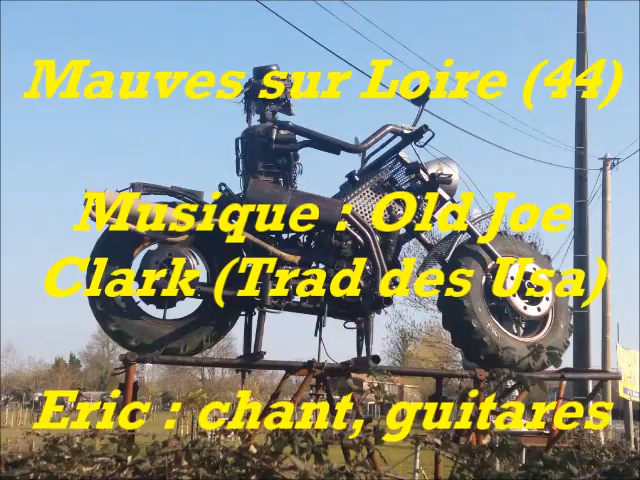 Mauves sur Loire (44)
Musique : Old Joe
Clark (Trad des Usa)
Eric : chant, guitares